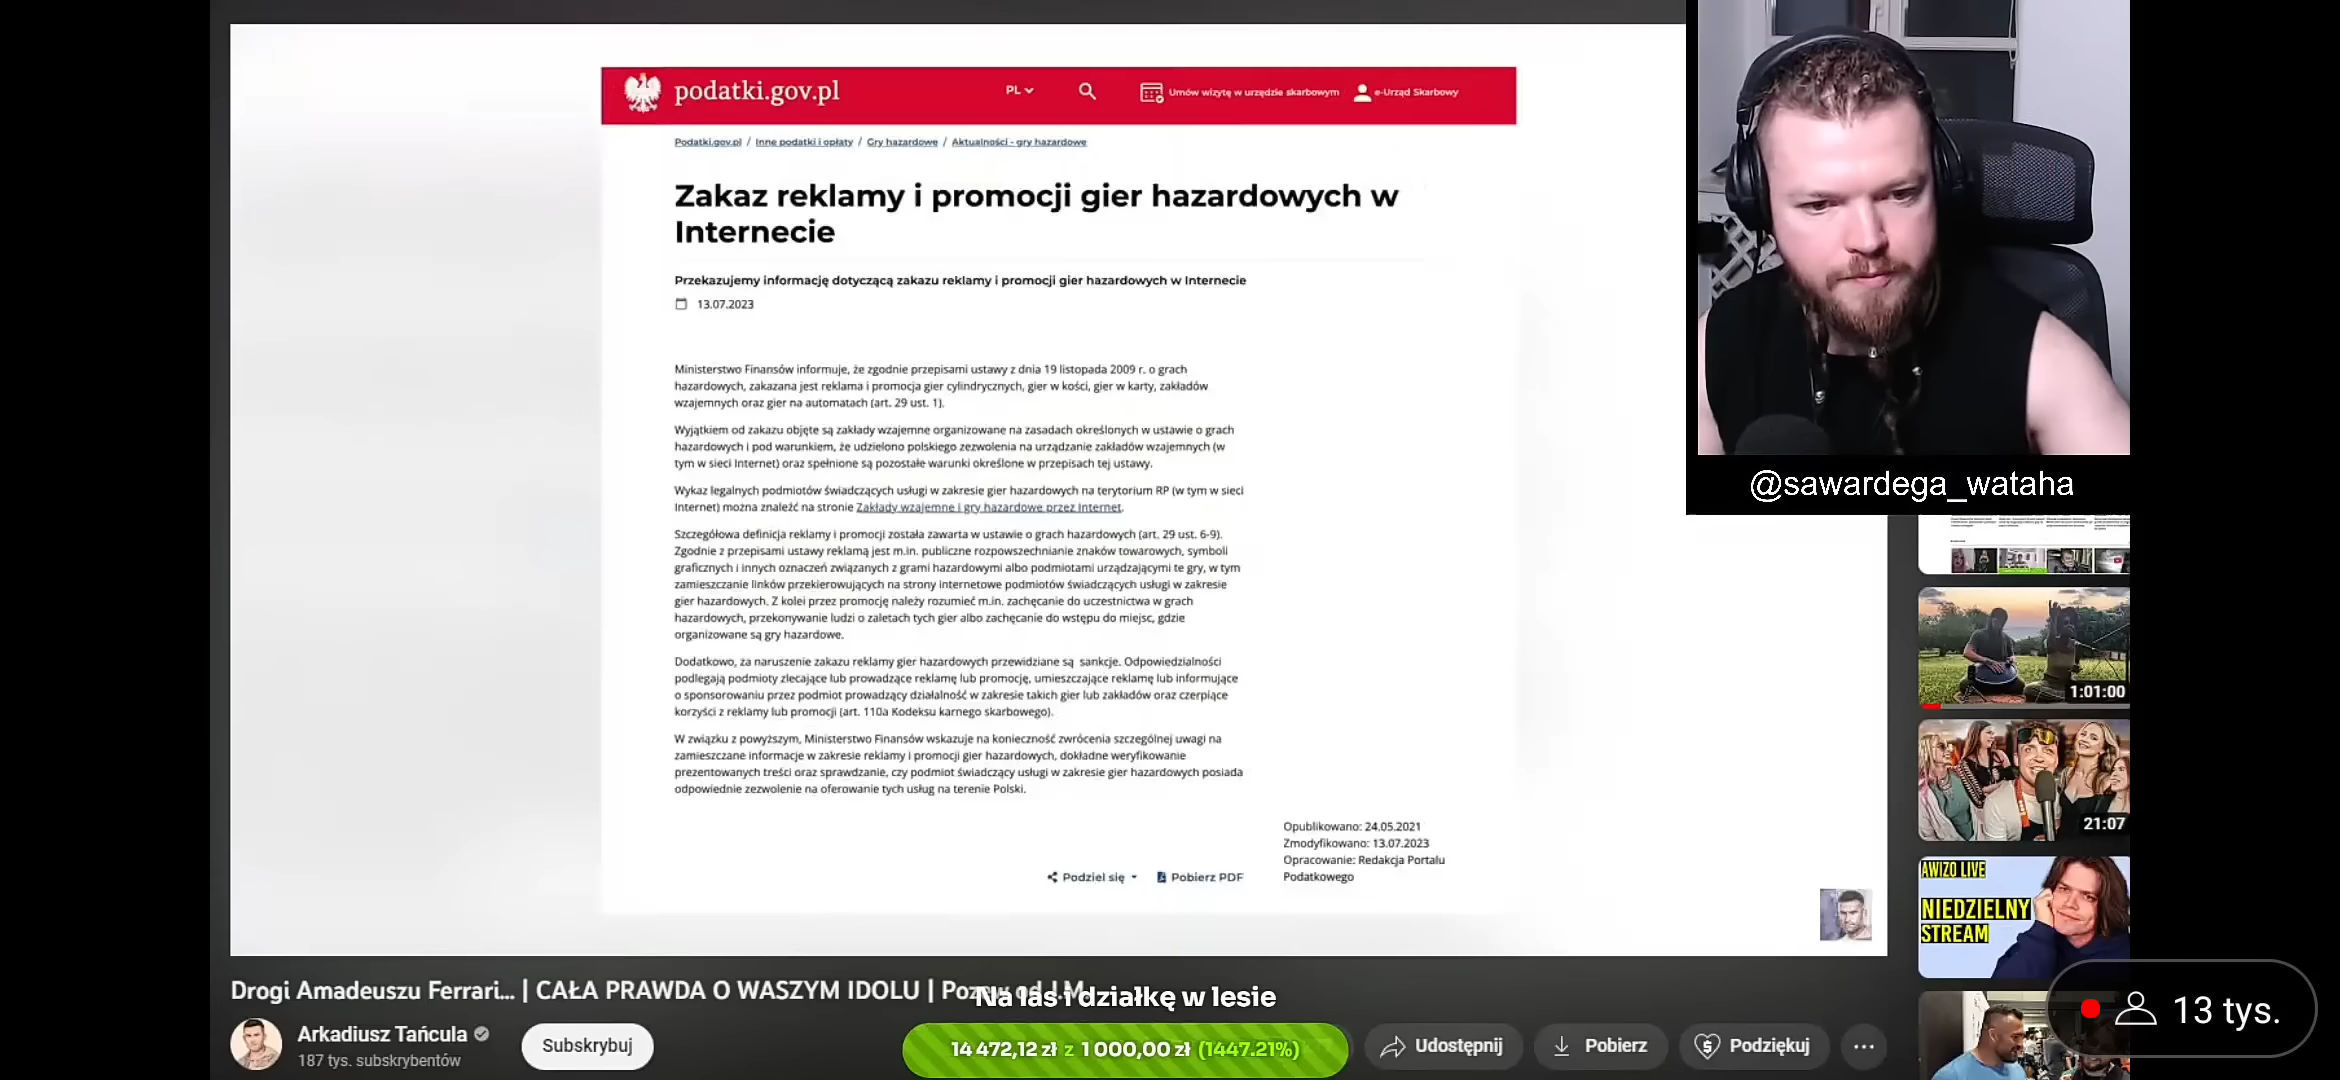 podatki.gov.pl
PL
Umów wizytę w urzędzie skarbowym
e-Urząd Skarbowy
Podatki.gov.pl / Inne podatki i opłaty / Gry hazardowe / Aktualności - gry hazardowe
Zakaz reklamy i promocji gier hazardowych w
Internecie
Przekazujemy informację dotyczącą zakazu reklamy i promocji gier hazardowych w Internecie
13.07.2023
Ministerstwo Finansów informuje, że zgodnie przepisami ustawy z dnia 19 listopada 2009 r. o grach
hazardowych, zakazana jest reklama i promocja gier cylindrycznych, gier w kości, gier w karty, zakładów
wzajemnych oraz gier na automatach (art. 29 ust. 1).
Wyjątkiem od zakazu objęte są zakłady wzajemne organizowane na zasadach określonych w ustawie o grach
hazardowych i pod warunkiem, że udzielono polskiego zezwolenia na urządzanie zakładów wzajemnych (w
tym w sieci Internet) oraz spełnione są pozostałe warunki określone w przepisach tej ustawy.
Wykaz legalnych podmiotów świadczących usługi w zakresie gier hazardowych na terytorium RP (w tym w sieci
Internet) można znaleźć na stronie Zakłady wzajemne i gry hazardowe przez Internet.
Szczegółowa definicja reklamy i promocji została zawarta w ustawie o grach hazardowych (art. 29 ust. 6-9).
Zgodnie z przepisami ustawy reklamą jest m.in. publiczne rozpowszechnianie znaków towarowych, symboli
graficznych i innych oznaczeń związanych z grami hazardowymi albo podmiotami urządzającymi te gry, w tym
zamieszczanie linków przekierowujących na strony internetowe podmiotów świadczących usługi w zakresie
gier hazardowych. Z kolei przez promocję należy rozumieć m.in. zachęcanie do uczestnictwa w grach
hazardowych, przekonywanie ludzi o zaletach tych gier albo zachęcanie do wstępu do miejsc, gdzie
organizowane są gry hazardowe.
Dodatkowo, za naruszenie zakazu reklamy gier hazardowych przewidziane są sankcje. Odpowiedzialności
podlegają podmioty zlecające lub prowadzące reklamę lub promocję, umieszczające reklamę lub informujące
o sponsorowaniu przez podmiot prowadzący działalność w zakresie takich gier lub zakładów oraz czerpiące
korzyści z reklamy lub promocji (art. 110a Kodeksu karnego skarbowego).
W związku z powyższym, Ministerstwo Finansów wskazuje na konieczność zwrócenia szczególnej uwagi na
zamieszczane informacje w zakresie reklamy i promocji gier hazardowych, dokładne weryfikowanie
prezentowanych treści oraz sprawdzanie, czy podmiot świadczący usługi w zakresie gier hazardowych posiada
odpowiednie zezwolenie na oferowanie tych usług na terenie Polski.
Opublikowano: 24.05.2021
Zmodyfikowano: 13.07.2023
Opracowanie: Redakcja Portalu
Podatkowego
Podziel się
Pobierz PDF
@sawardega_wataha
1:01:00
21:07
AWIZO LIVE
NIEDZIELNY
STREAM
13 tys.
Drogi Amadeuszu Ferrari... | CAŁA PRAWDA O WASZYM IDOLU |
Na las i działkę w lesie
Arkadiusz Tańcula
187 tys. subskrybentów
Subskrybuj
14 472,12 zł z 1 000,00 zł (1447.21%)
Udostępnij
Pobierz
Podziękuj